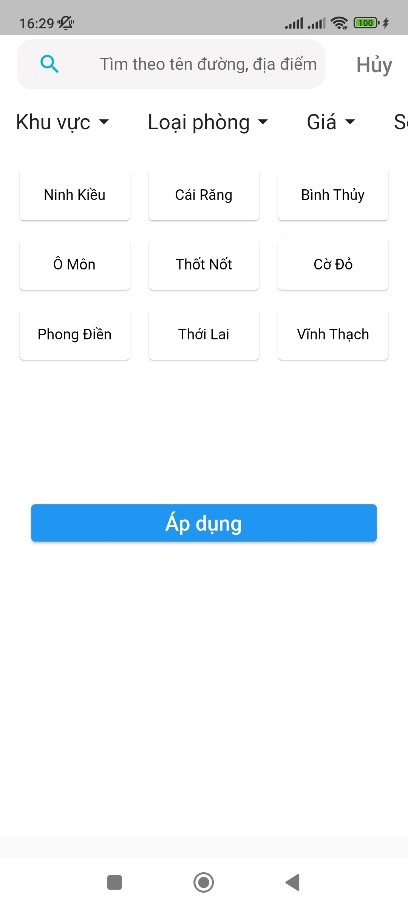 16:29
100
Tìm theo tên đường, địa điểm
Hủy
Khu vực
Loại phòng
Giá
Ninh Kiều
Cái Răng
Bình Thủy
Ô Môn
Thốt Nốt
Cờ Đỏ
Phong Điền
Thới Lai
Vĩnh Thạch
Áp dụng